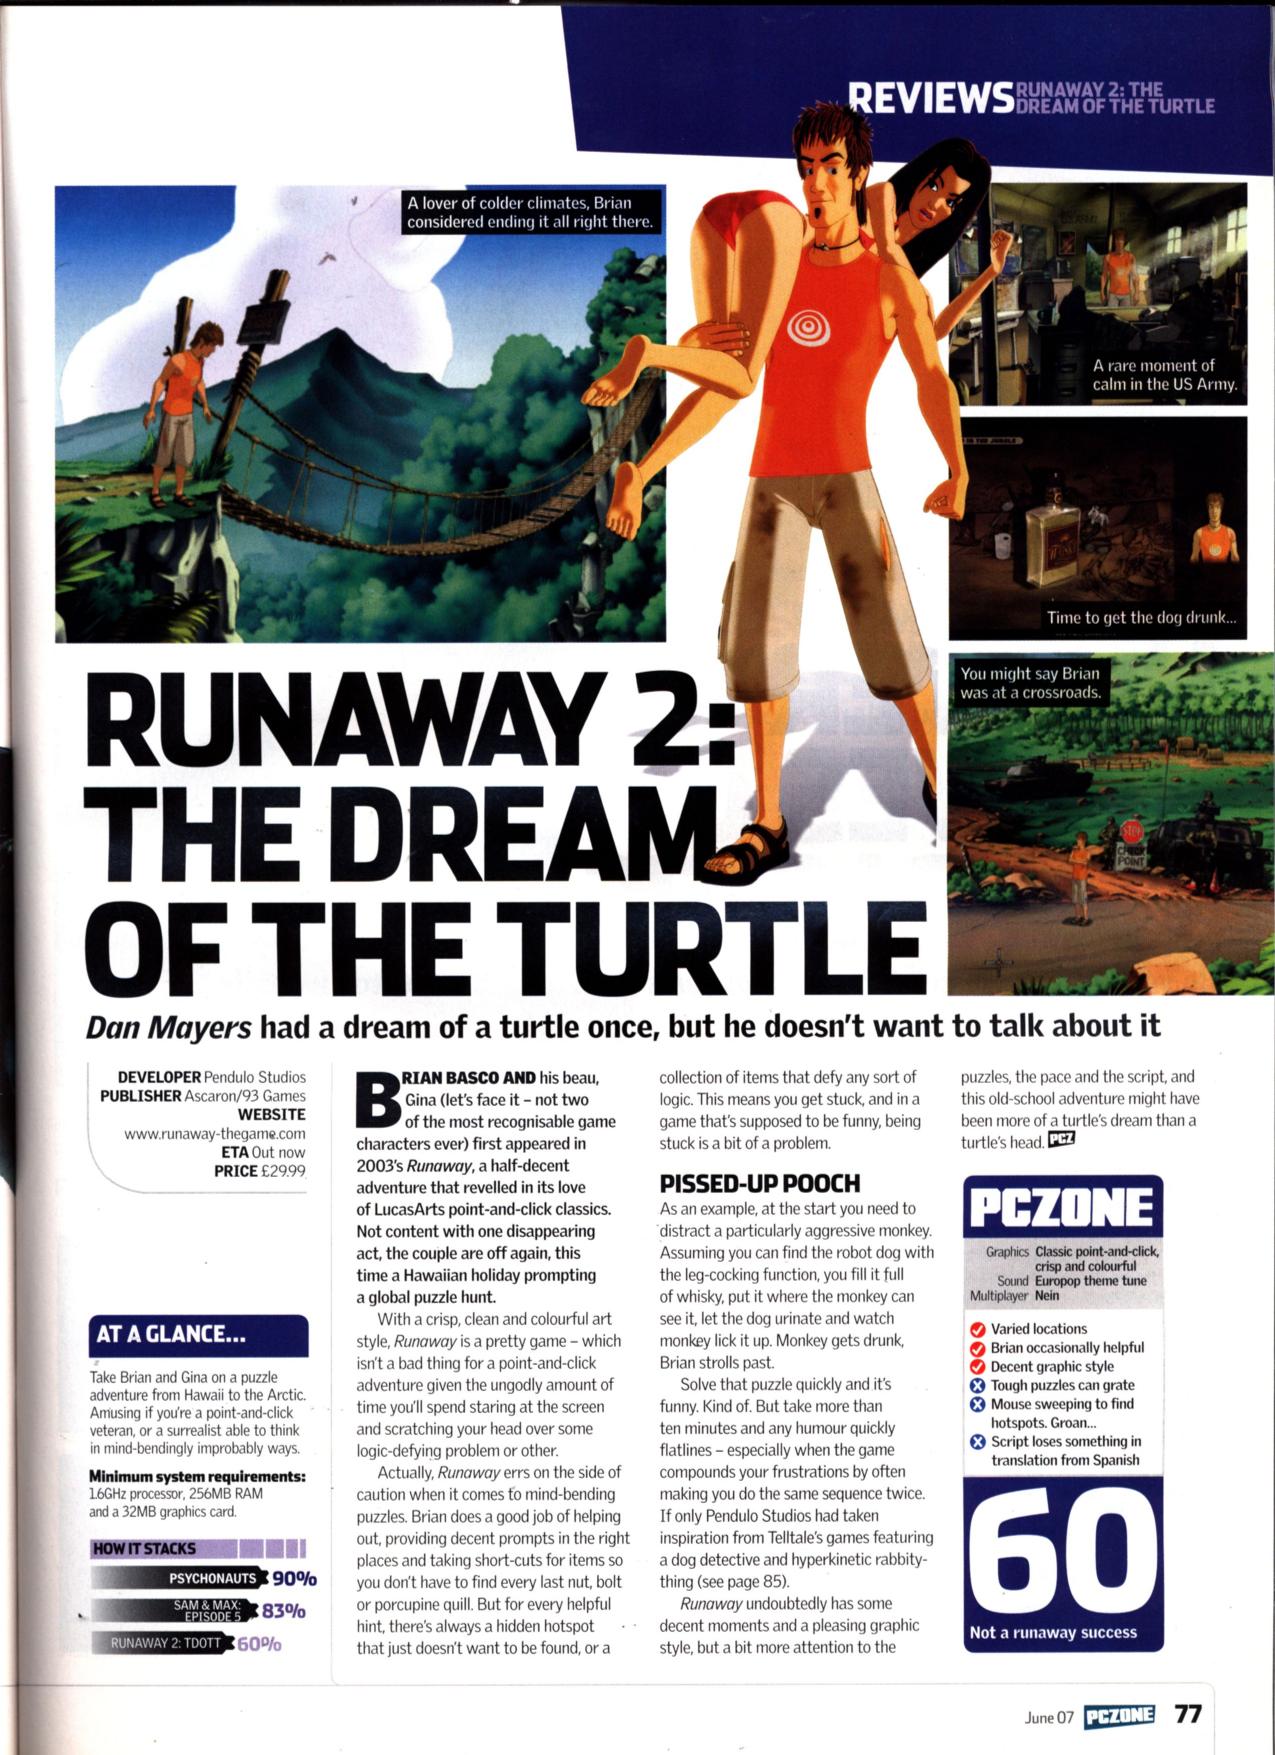 REVIEWS RUNAWAY 2: THE
DREAM OF THE TURTLE
A lover of colder climates, Brian
considered ending it all right there.
A rare moment of
calm in the US Army.
IN THE JUNGLE
Time to get the dog drunk...
You might say Brian
was at a crossroads.
STOP
CHECK
POINT
RUNAWAY 2:
THE DREAM
OF THE TURTLE
Dan Mayers had a dream of a turtle once, but he doesn't want to talk about it
DEVELOPER Pendulo Studios
PUBLISHER Ascaron/93 Games
WEBSITE
www.runaway-thegame.com
ETA Out now
PRICE £29.99
AT A GLANCE...
Take Brian and Gina on a puzzle
adventure from Hawaii to the Arctic.
Amusing if you're a point-and-click
veteran, or a surrealist able to think
in mind-bendingly improbably ways.
Minimum system requirements:
1.6GHz processor, 256MB RAM
and a 32MB graphics card.
HOW IT STACKS
PSYCHONAUTS 90%
SAM & MAX:
EPISODE 5 83%
RUNAWAY 2: TDOTT 60%
BRIAN BASCO AND his beau,
Gina (let's face it – not two
of the most recognisable game
characters ever) first appeared in
2003's Runaway, a half-decent
adventure that revelled in its love
of LucasArts point-and-click classics.
Not content with one disappearing
act, the couple are off again, this
time a Hawaiian holiday prompting
a global puzzle hunt.
With a crisp, clean and colourful art
style, Runaway is a pretty game – which
isn't a bad thing for a point-and-click
adventure given the ungodly amount of
time you'll spend staring at the screen
and scratching your head over some
logic-defying problem or other.
Actually, Runaway errs on the side of
caution when it comes to mind-bending
puzzles. Brian does a good job of helping
out, providing decent prompts in the right
places and taking short-cuts for items so
you don't have to find every last nut, bolt
or porcupine quill. But for every helpful
hint, there's always a hidden hotspot
that just doesn't want to be found, or a
collection of items that defy any sort of
logic. This means you get stuck, and in a
game that's supposed to be funny, being
stuck is a bit of a problem.
PISSED-UP POOCH
As an example, at the start you need to
distract a particularly aggressive monkey.
Assuming you can find the robot dog with
the leg-cocking function, you fill it full
of whisky, put it where the monkey can
see it, let the dog urinate and watch
monkey lick it up. Monkey gets drunk,
Brian strolls past.
Solve that puzzle quickly and it's
funny. Kind of. But take more than
ten minutes and any humour quickly
flatlines – especially when the game
compounds your frustrations by often
making you do the same sequence twice.
If only Pendulo Studios had taken
inspiration from Telltale's games featuring
a dog detective and hyperkinetic rabbity-
thing (see page 85).
Runaway undoubtedly has some
decent moments and a pleasing graphic
style, but a bit more attention to the
puzzles, the pace and the script, and
this old-school adventure might have
been more of a turtle's dream than a
turtle's head. PCZ
PCZONE
Graphics Classic point-and-click,
crisp and colourful
Sound Europop theme tune
Multiplayer Nein
Varied locations
Brian occasionally helpful
Decent graphic style
Tough puzzles can grate
Mouse sweeping to find
hotspots. Groan...
Script loses something in
translation from Spanish
60
Not a runaway success
June 07 PCZONE 77